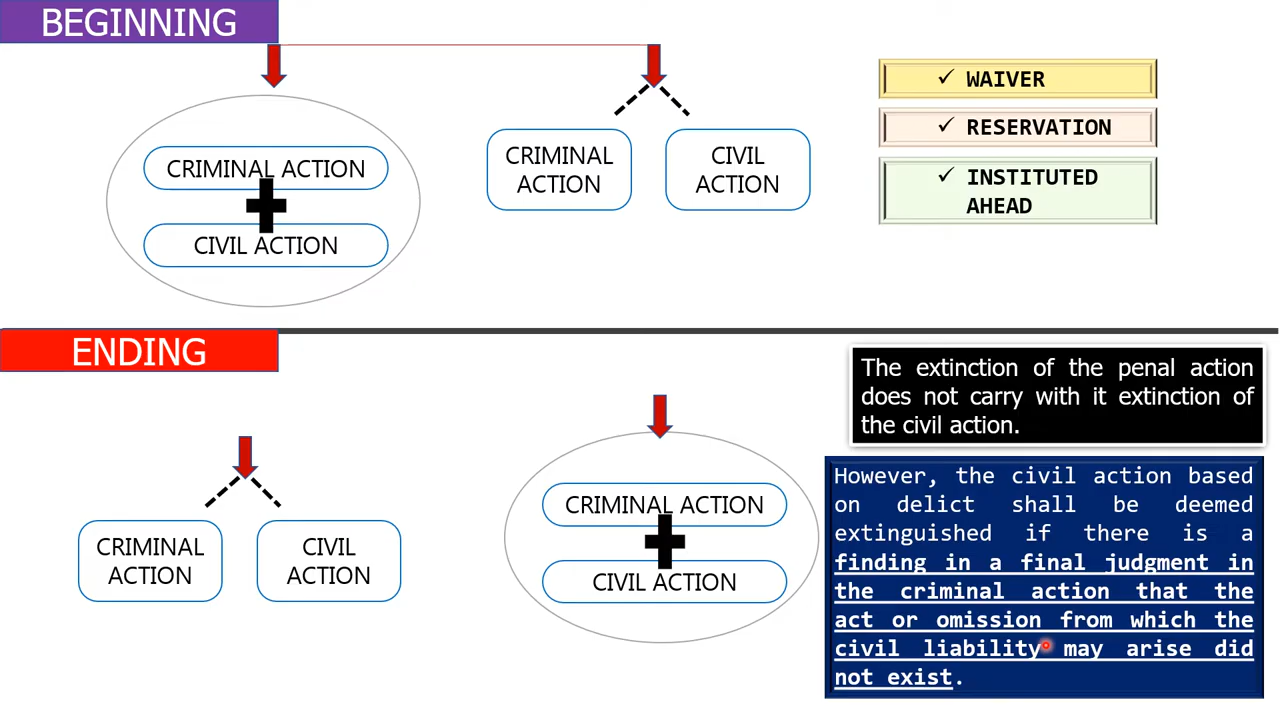 BEGINNING
CRIMINAL ACTION
CIVIL ACTION
CRIMINAL
ACTION
CIVIL
ACTION
✓ WAIVER
✓ RESERVATION
✓ INSTITUTED
AHEAD
ENDING
CRIMINAL
ACTION
CIVIL
ACTION
CRIMINAL ACTION
CIVIL ACTION
The extinction of the penal action
does not carry with it extinction of
the civil action.
However, the civil action based
on delict shall be deemed
extinguished if there is a
finding in a final judgment in
the criminal action that the
act or omission from which the
civil liability may arise did
not exist.